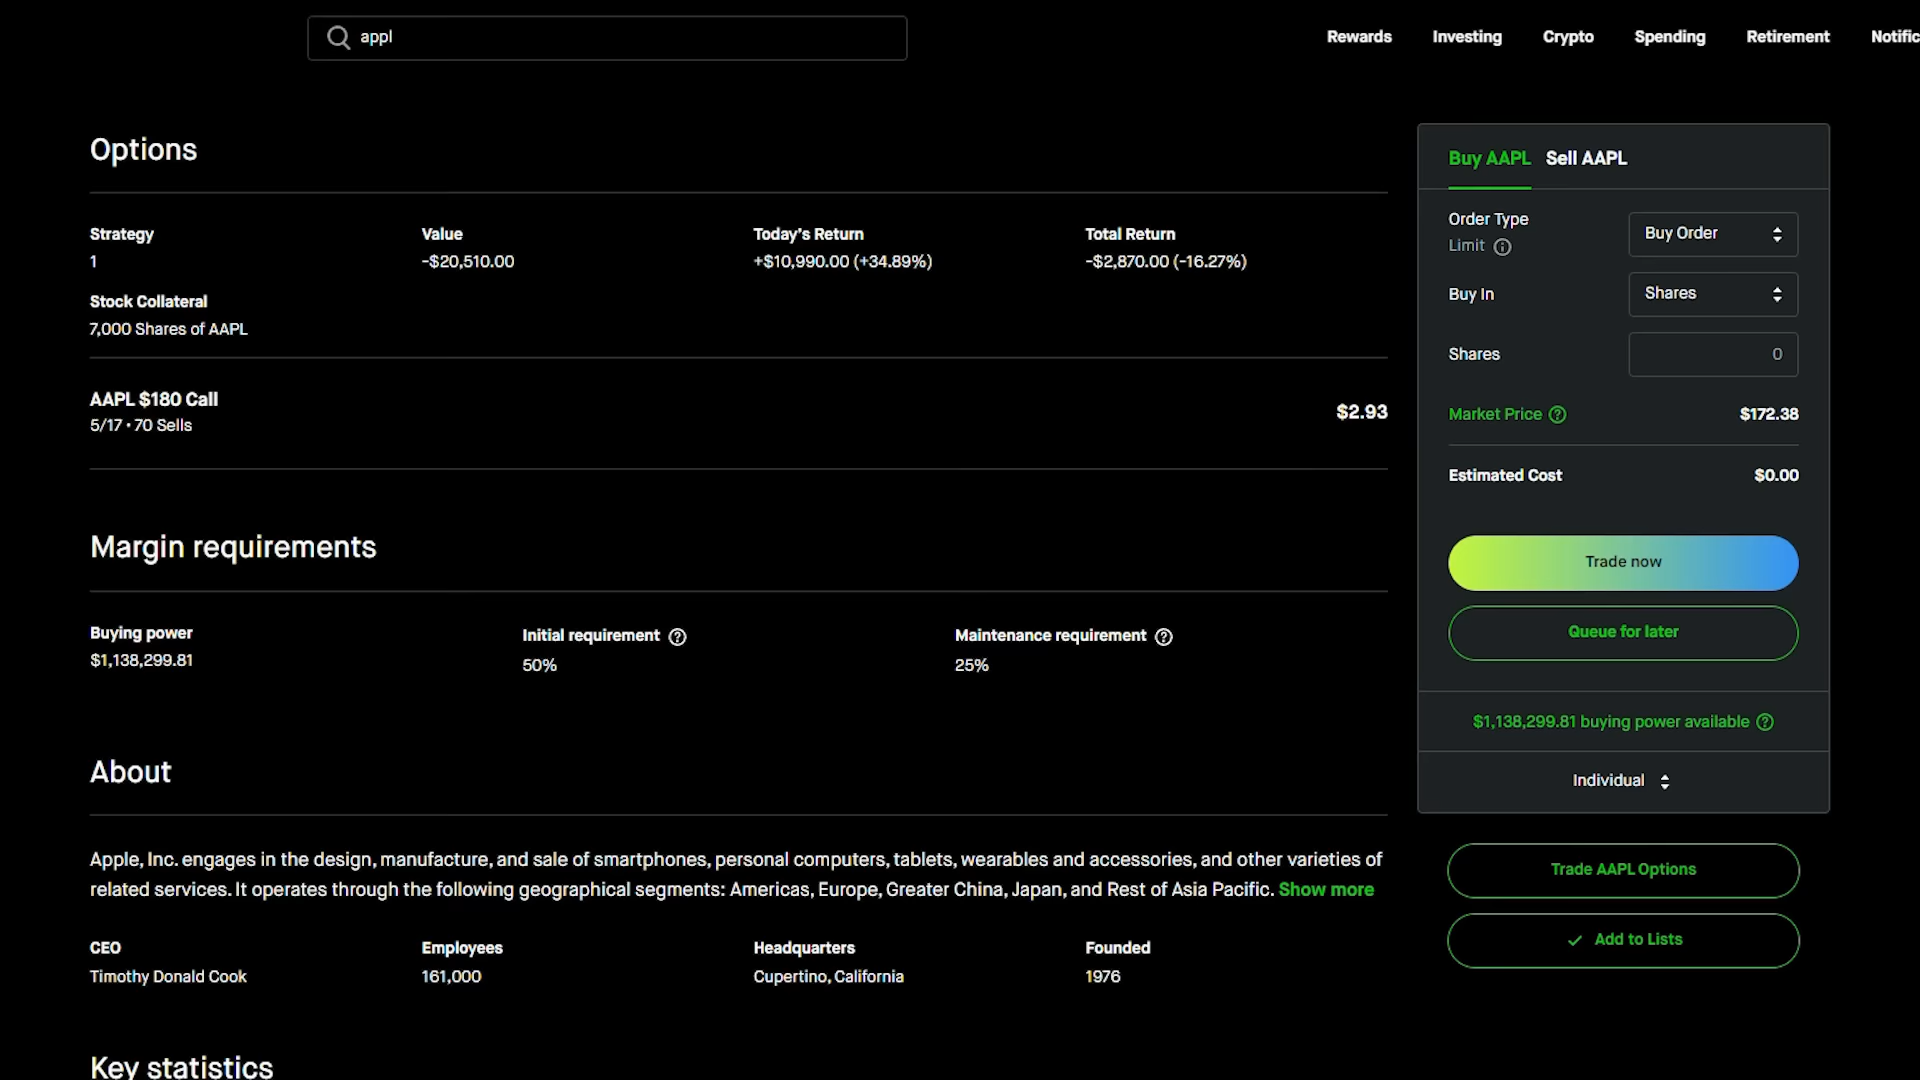 appl
Rewards Investing Crypto Spending Retirement Notific
Options
Strategy Value Today's Return Total Return
1 -$20,510.00 +$10,990.00 (+34.89%) -$2,870.00 (-16.27%)
Stock Collateral
7,000 Shares of AAPL
AAPL $180 Call
5/17 • 70 Sells
$2.93
Margin requirements
Buying power Initial requirement Maintenance requirement
$1,138,299.81 50% 25%
About
Apple, Inc. engages in the design, manufacture, and sale of smartphones, personal computers, tablets, wearables and accessories, and other varieties of
related services. It operates through the following geographical segments: Americas, Europe, Greater China, Japan, and Rest of Asia Pacific. Show more
CEO Employees Headquarters Founded
Timothy Donald Cook 161,000 Cupertino, California 1976
Key statistics
Buy AAPL Sell AAPL
Order Type
Limit
Buy Order
Buy In Shares
Shares 0
Market Price $172.38
Estimated Cost $0.00
Trade now
Queue for later
$1,138,299.81 buying power available
Individual
Trade AAPL Options
Add to Lists